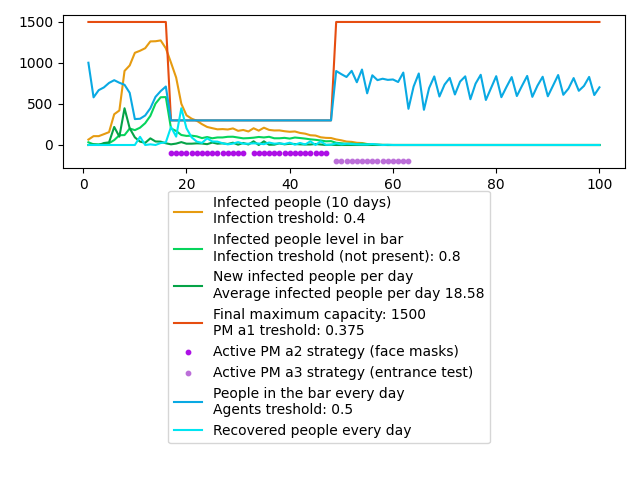 1500
1000
500
0
0 20 40 60 80 100
Infected people (10 days)
Infection treshold: 0.4
Infected people level in bar
Infection treshold (not present): 0.8
New infected people per day
Average infected people per day 18.58
Final maximum capacity: 1500
PM a1 treshold: 0.375
Active PM a2 strategy (face masks)
Active PM a3 strategy (entrance test)
People in the bar every day
Agents treshold: 0.5
Recovered people every day